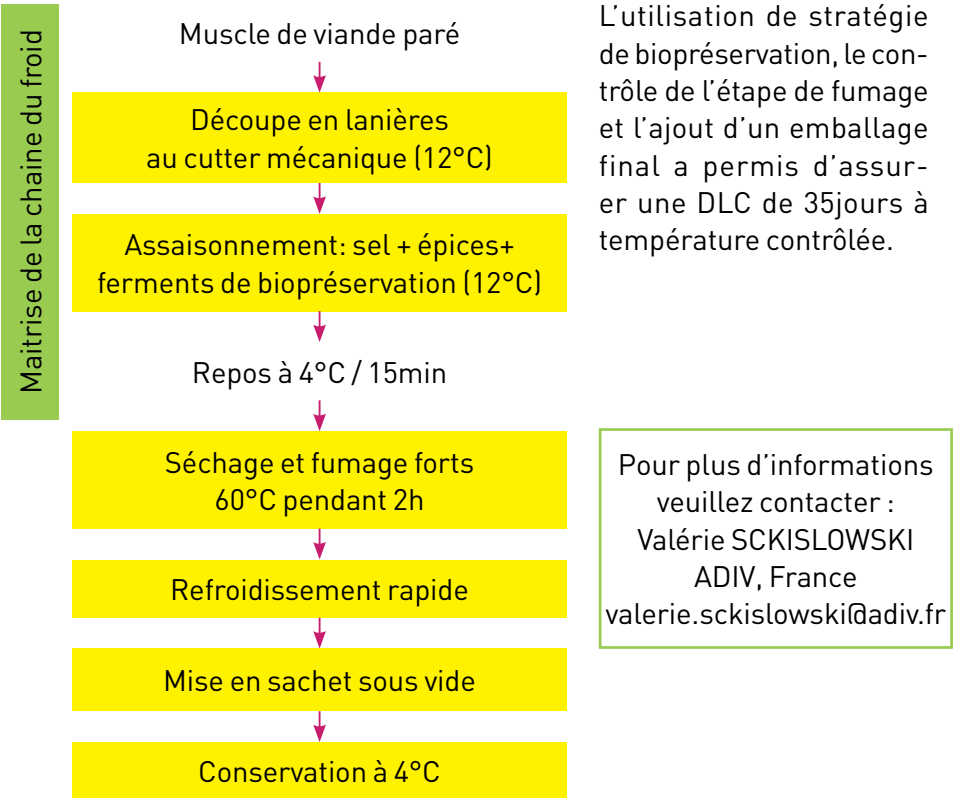 Maitrise de la chaine du froid
Muscle de viande paré
Découpe en lanières
au cutter mécanique (12°C)
Assaisonnement: sel + épices+
ferments de biopréservation (12°C)
Repos à 4°C / 15min
Séchage et fumage forts
60°C pendant 2h
Refroidissement rapide
Mise en sachet sous vide
Conservation à 4°C
L'utilisation de stratégie
de biopréservation, le con-
trôle de l'étape de fumage
et l'ajout d'un emballage
final a permis d'assur-
er une DLC de 35jours à
température contrôlée.
Pour plus d'informations
veuillez contacter :
Valérie SCKISLOWSKI
ADIV, France
valerie.sckislowski@adiv.fr